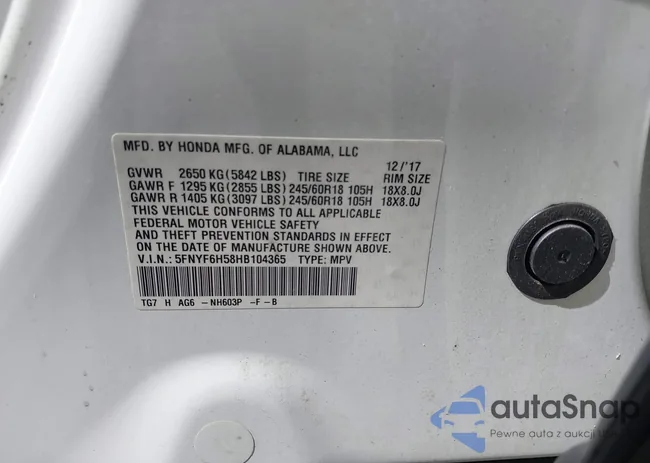 MFD. BY HONDA MFG. OF ALABAMA, LLC
12/'17
GVWR 2650 KG(5842 LBS) TIRE SIZE RIM SIZE
GAWR F 1295 KG(2855 LBS)245/60R18 105H 18X8.0J
GAWR R 1405 KG(3097 LBS)245/60R18 105H 18X8.0J
THIS VEHICLE CONFORMS TO ALL APPLICABLE
FEDERAL MOTOR VEHICLE SAFETY
AND THEFT PREVENTION STANDARDS IN EFFECT
ON THE DATE OF MANUFACTURE SHOWN ABOVE.
V.I.N.: 5FNYF6H58HB104365 TYPE: MPV
TG7 H AG6 -NH603P -F-B
autaSnap
Pewne auta z aukcji